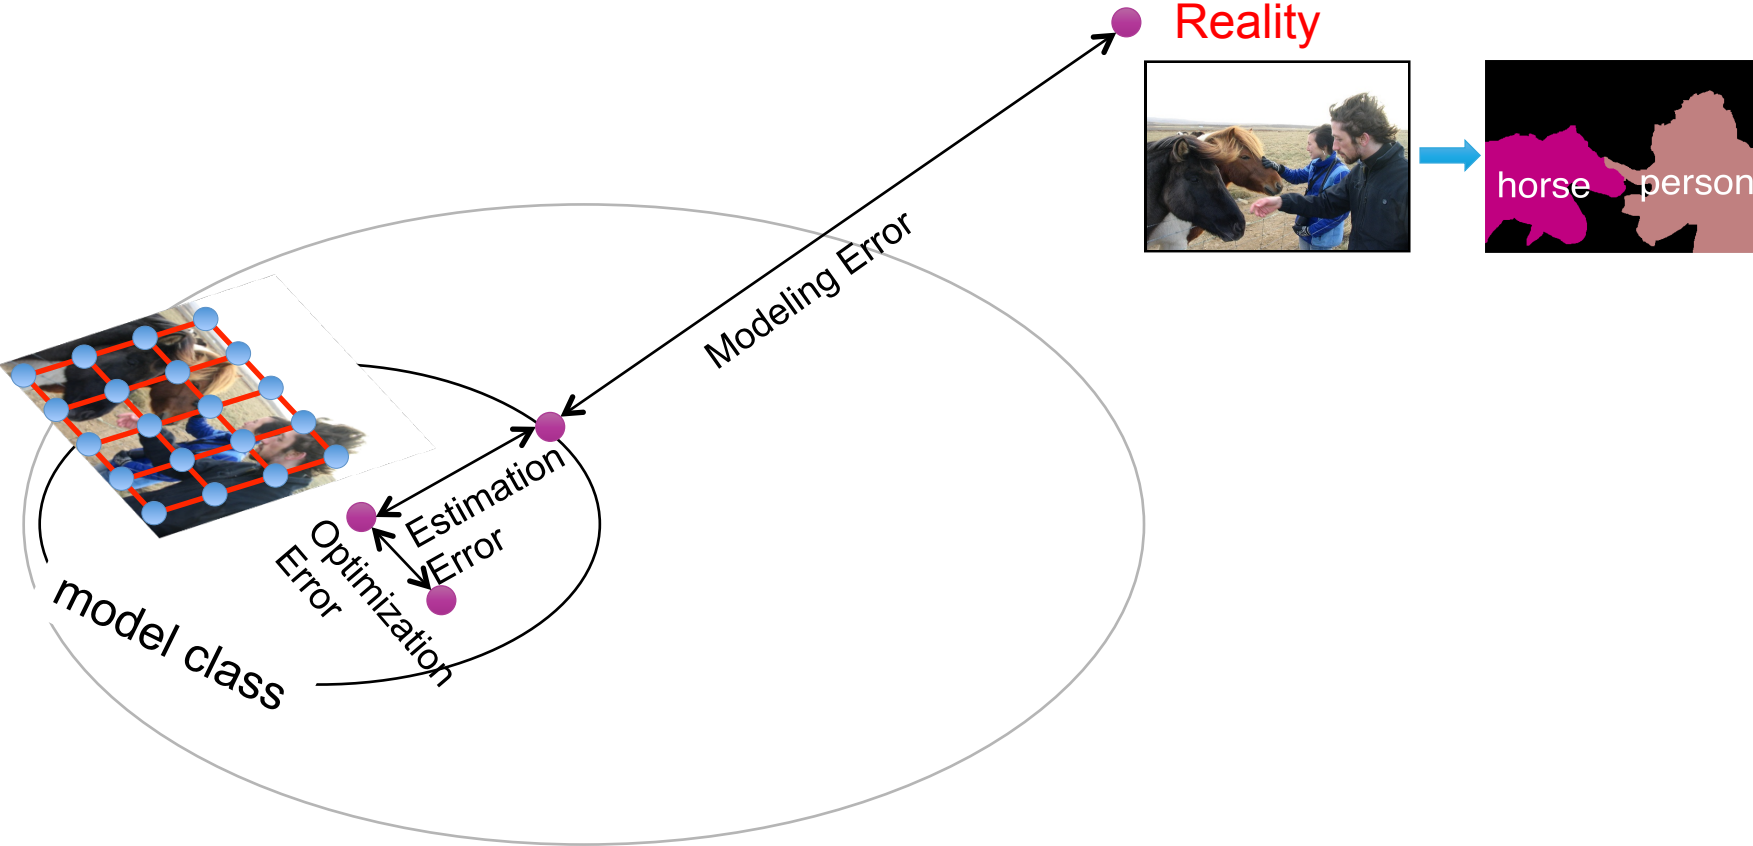 Reality
horse
person
Modeling Error
Estimation
Error
Optimization
Error
model class